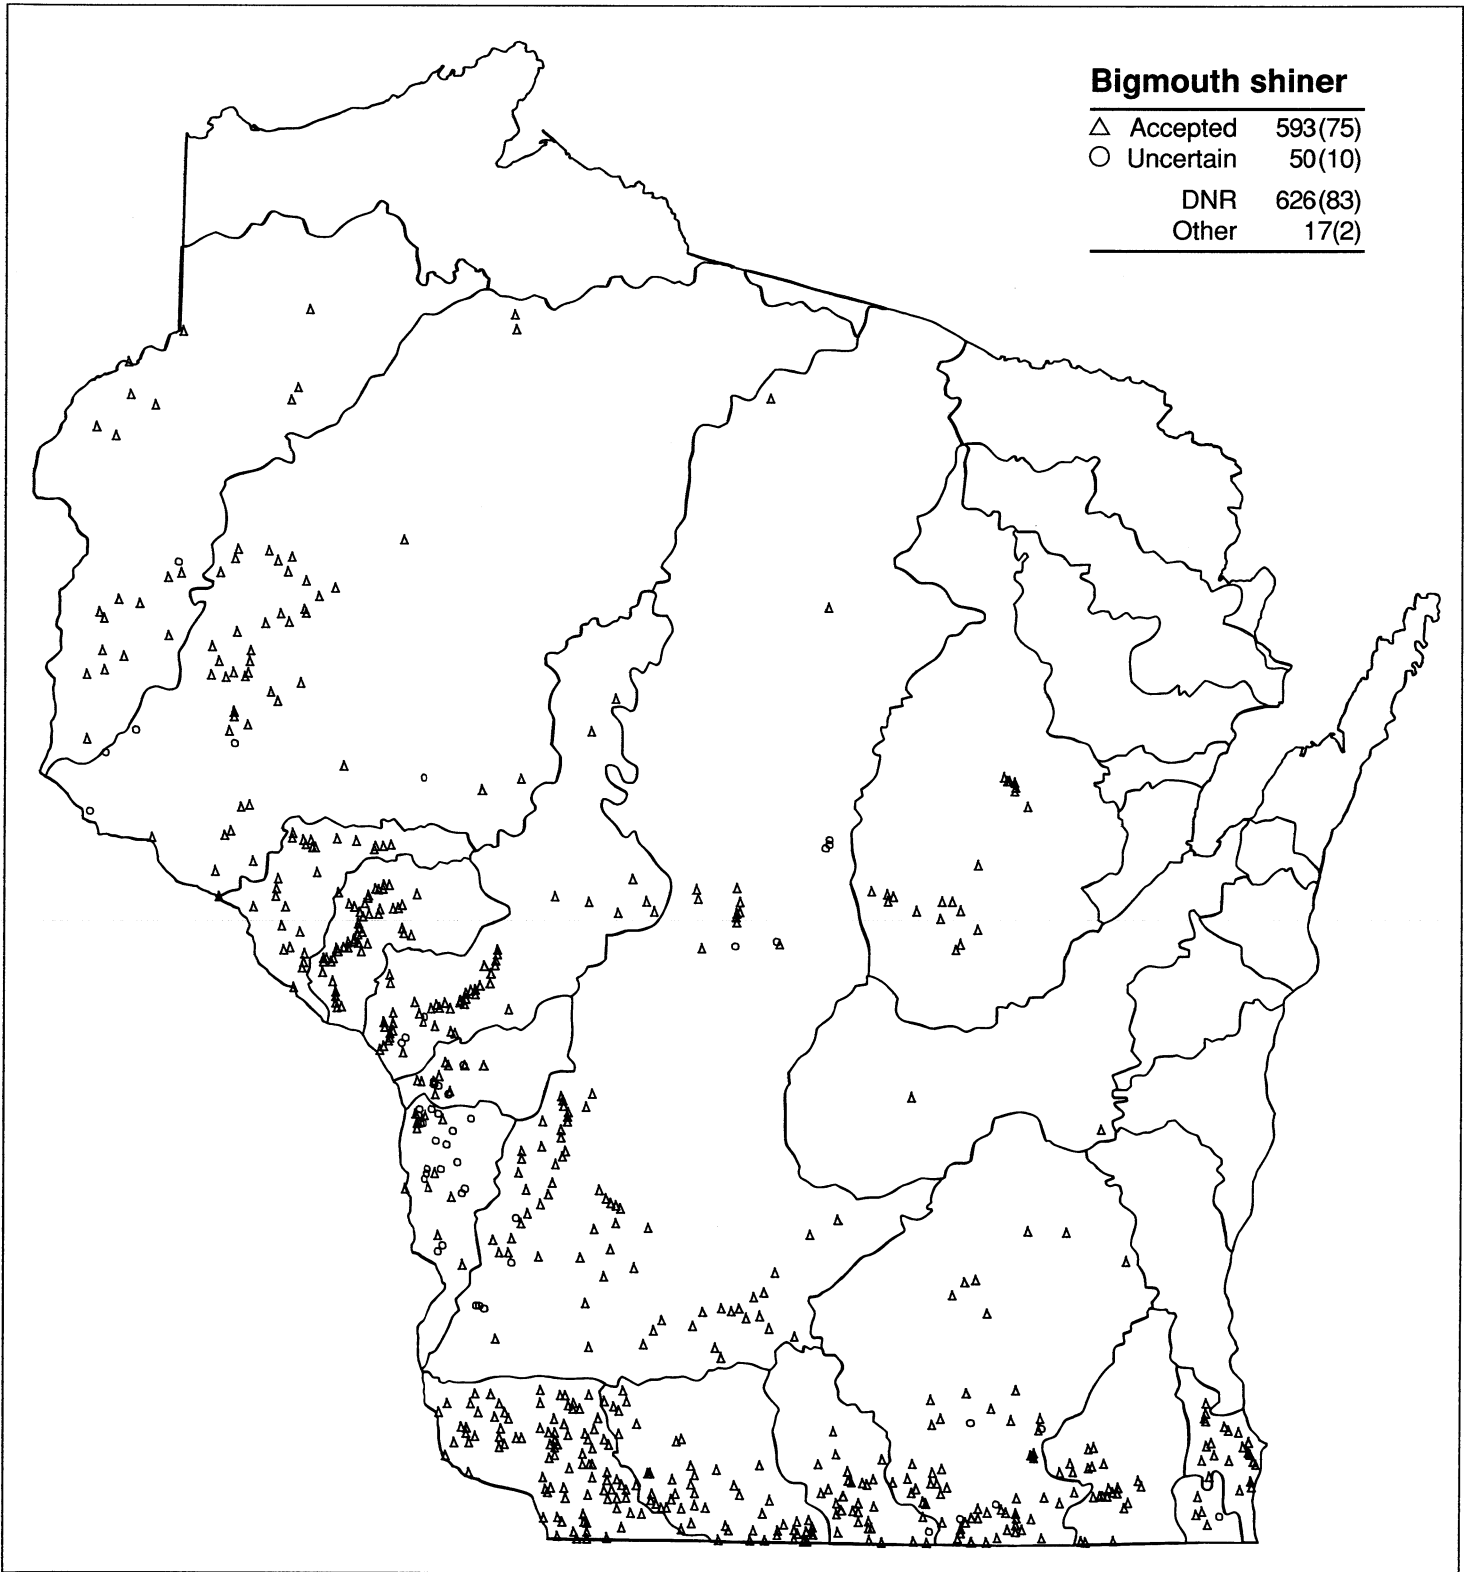 Bigmouth shiner
△ Accepted 593(75)
○ Uncertain 50(10)
DNR 626(83)
Other 17(2)